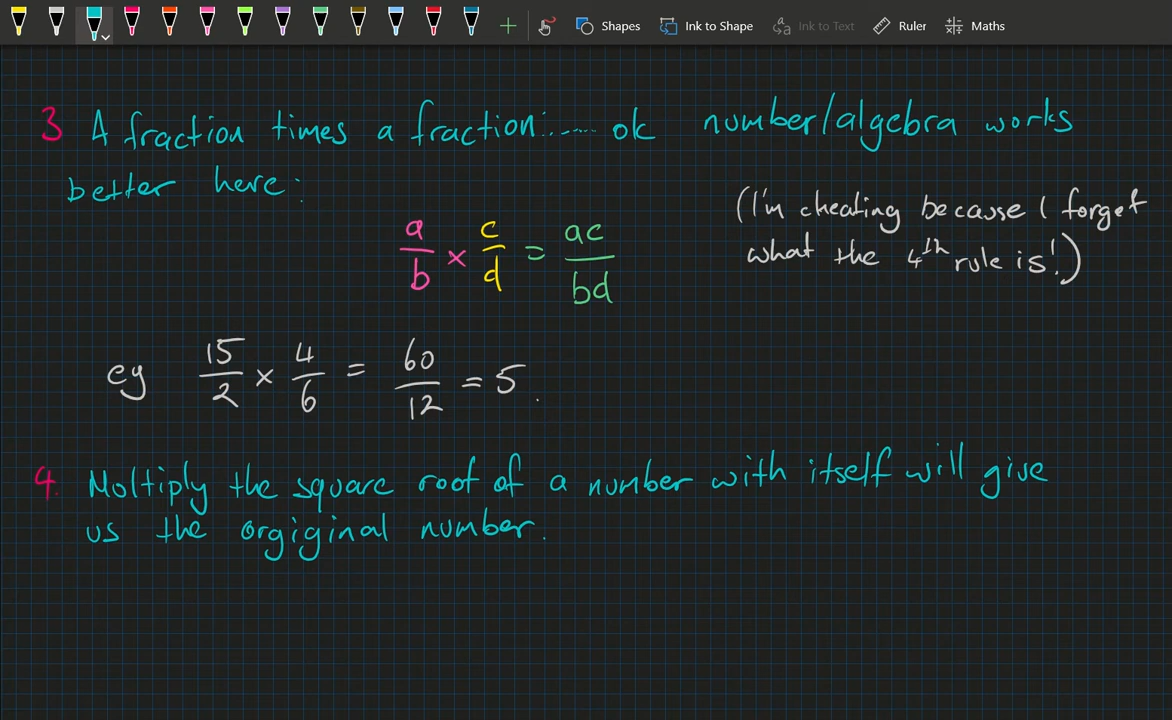 Shapes
Ink to Shape
Ink to Text
Ruler
Maths
3 A fraction times a fraction:..... ok number/algebra works
better here:
(I'm cheating because I forget
what the 4th rule is!)
a/b × c/d = ac/bd
eg 15/2 × 4/6 = 60/12 = 5.
4. Moltiply the square root of a number with itself will give
us the orgiginal number.